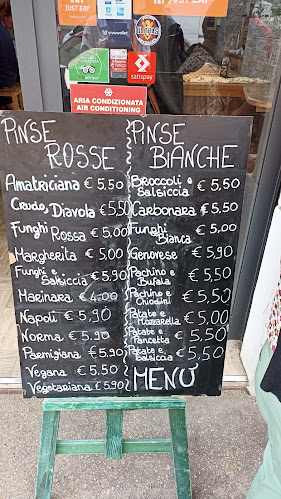 JUST EAT
JUST EAT
satispay
ARIA CONDIZIONATA
AIR CONDITIONING
PINSE
ROSSE
Amatriciana € 5,50
Crudo, Diavola € 5,50
Funghi
Rossa € 5,00
Margherita € 5,00
Funghi e
Salsiccia € 5,90
Marinara € 4,00
Napoli € 5,90
Norma € 5,90
Parmigiana € 5,90
Vegana € 5,50
Vegetariana € 5,90
PINSE
BIANCHE
Broccoli e
Salsiccia € 5,50
Carbonara € 5,50
Funghi
Bianca € 5,00
Genovese € 5,90
Pachino e
Bufala € 5,50
Pachino e
Chiodini € 5,50
Patate e
Mozzarella € 5,00
Patate e
Pancetta € 5,50
Patate e
Salsiccia € 5,50
MENÚ